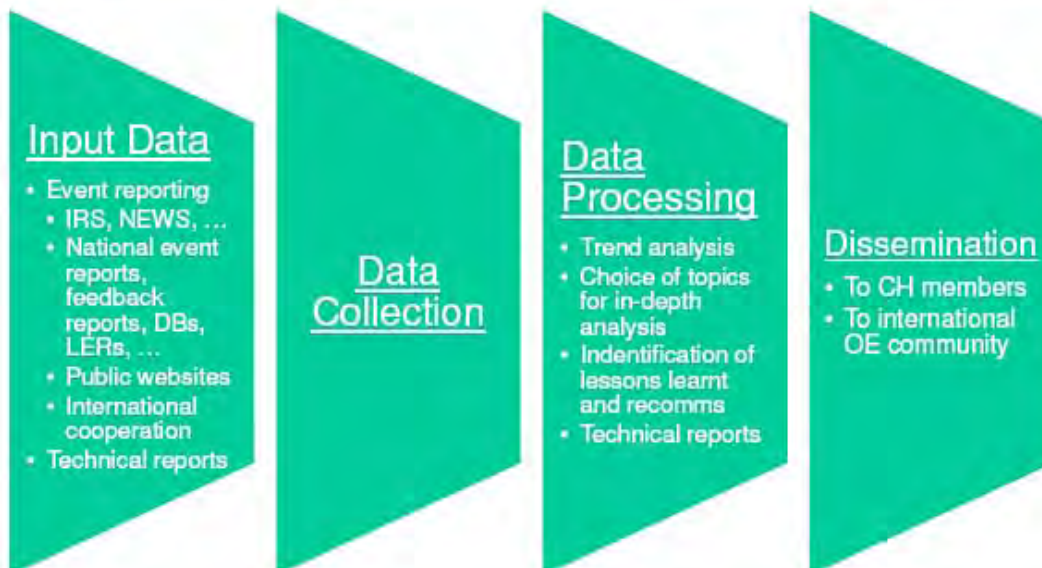 Input Data
• Event reporting
• IRS, NEWS, ...
• National event
reports,
feedback
reports, DBs,
LERs, ...
• Public websites
• International
cooperation
• Technical reports
Data
Collection
Data
Processing
• Trend analysis
• Choice of topics
for in-depth
analysis
• Indentification of
lessons learnt
and recomms
• Technical reports
Dissemination
• To CH members
• To international
OE community